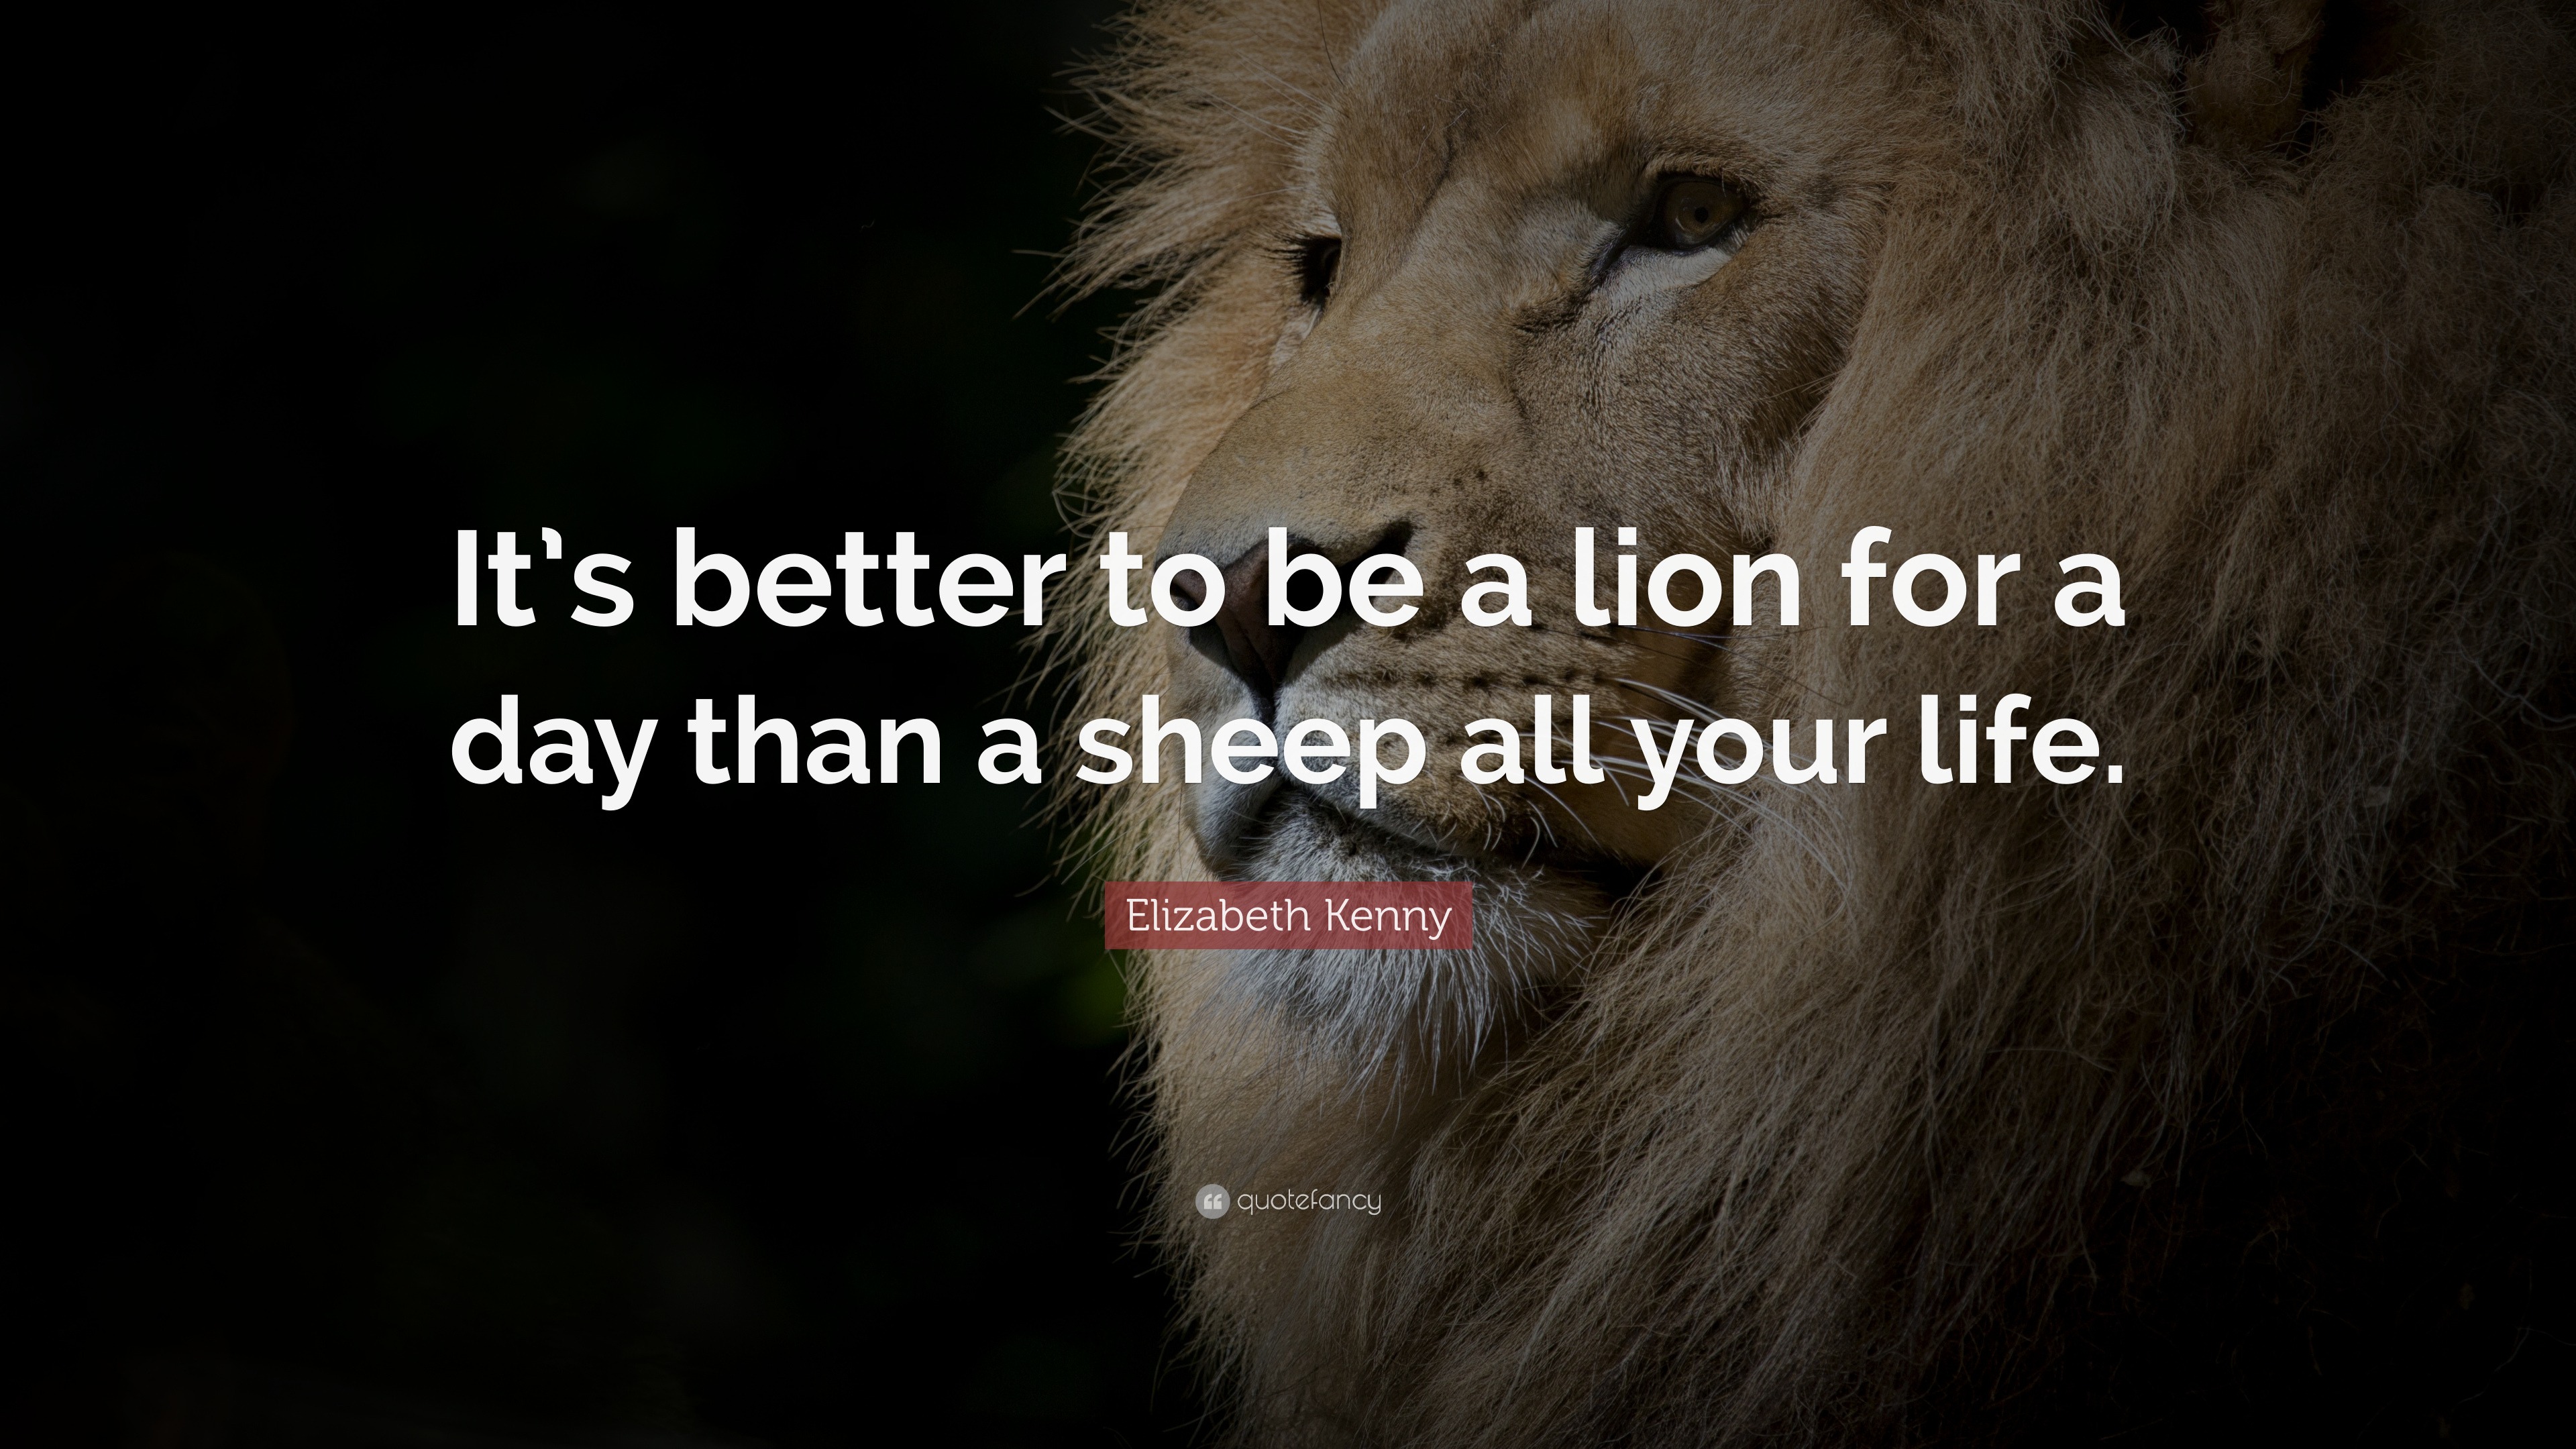 It’s better to be a lion for a
day than a sheep all your life.
Elizabeth Kenny
quotefancy